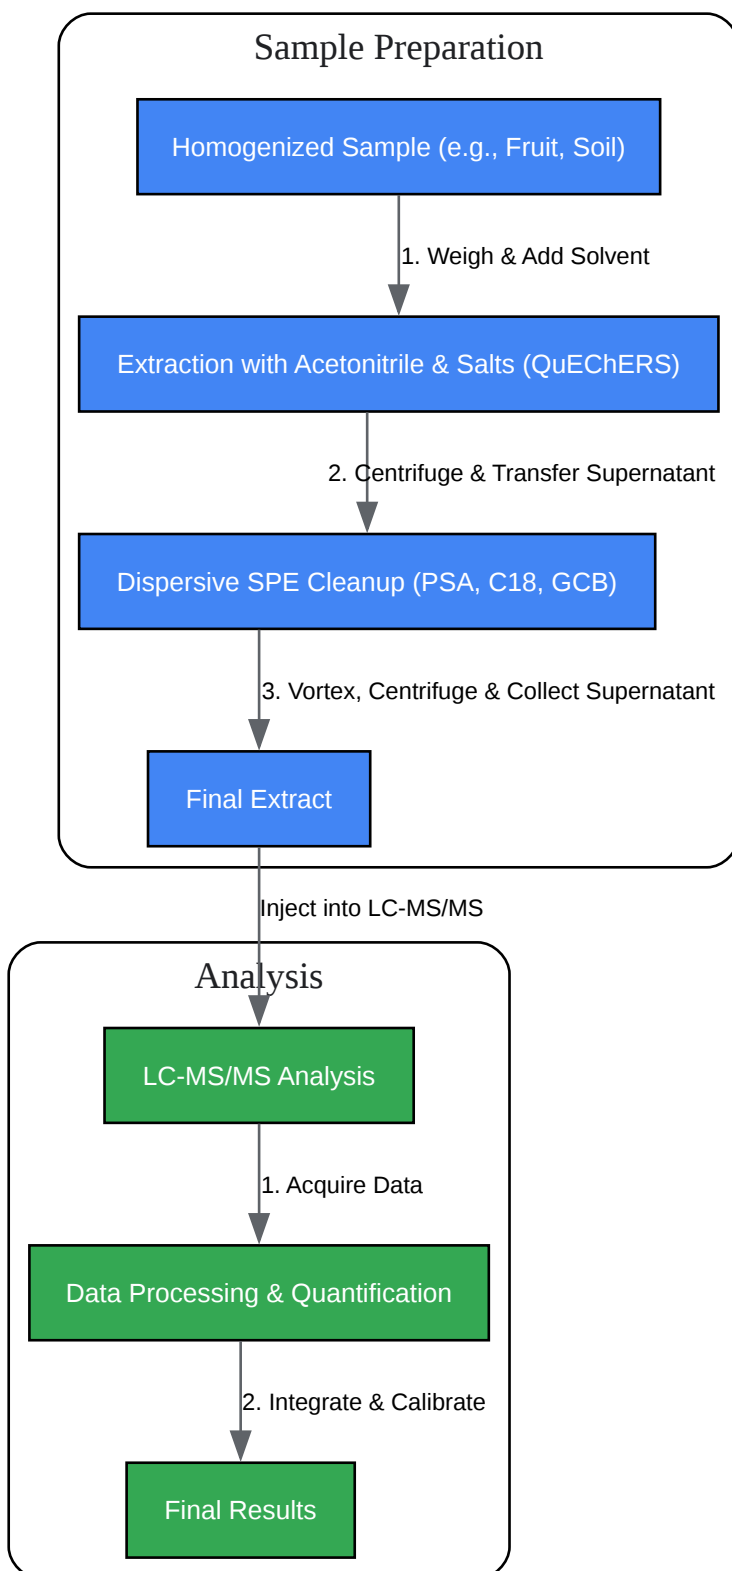 Sample Preparation
Homogenized Sample (e.g., Fruit, Soil)
1. Weigh & Add Solvent
Extraction with Acetonitrile & Salts (QuEChERS)
2. Centrifuge & Transfer Supernatant
Dispersive SPE Cleanup (PSA, C18, GCB)
3. Vortex, Centrifuge & Collect Supernatant
Final Extract
Inject into LC-MS/MS
Analysis
LC-MS/MS Analysis
1. Acquire Data
Data Processing & Quantification
2. Integrate & Calibrate
Final Results